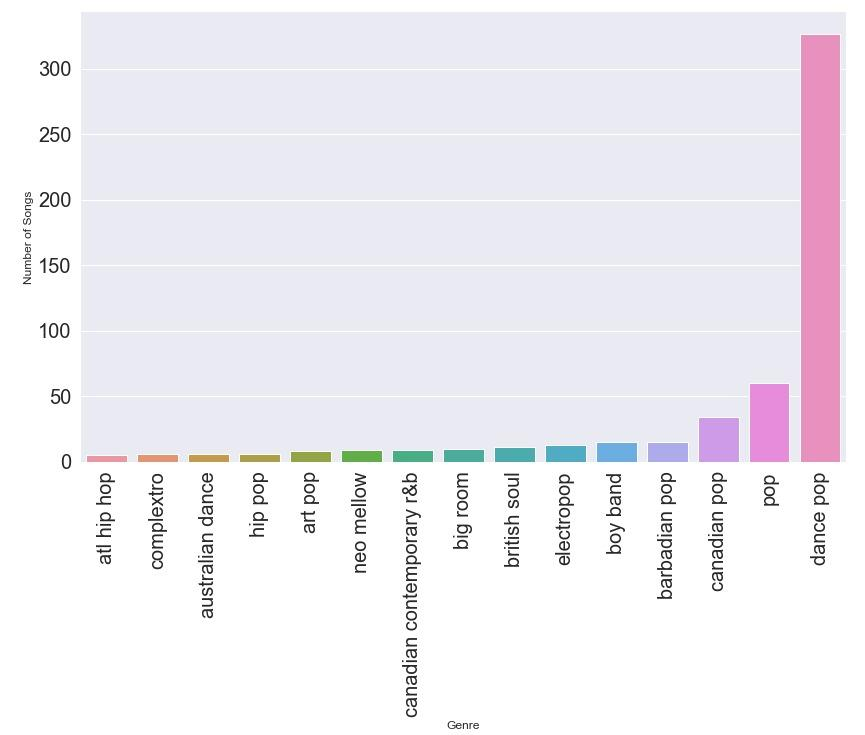 300
250
200
150
100
50
0
Number of Songs
atl hip hop
complextro
australian dance
hip pop
art pop
neo mellow
canadian contemporary r&b
big room
british soul
electropop
boy band
barbadian pop
canadian pop
pop
dance pop
Genre